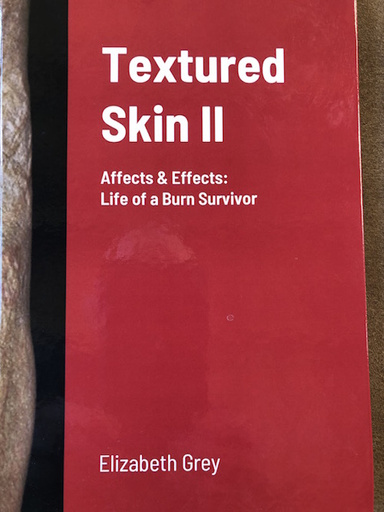 Textured
Skin II
Affects & Effects:
Life of a Burn Survivor
Elizabeth Grey